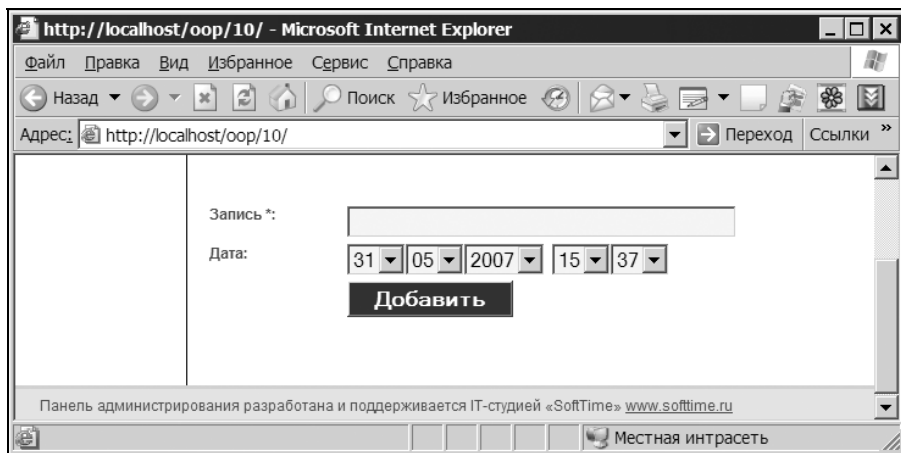 http://localhost/oop/10/ - Microsoft Internet Explorer
Файл Правка Вид Избранное Сервис Справка
Назад Поиск Избранное
Адрес: http://localhost/oop/10/ Переход Ссылки »
Запись *:
Дата: 31 05 2007 15 37
Добавить
Панель администрирования разработана и поддерживается IT-студией «SoftTime» www.softtime.ru
Местная интрасеть